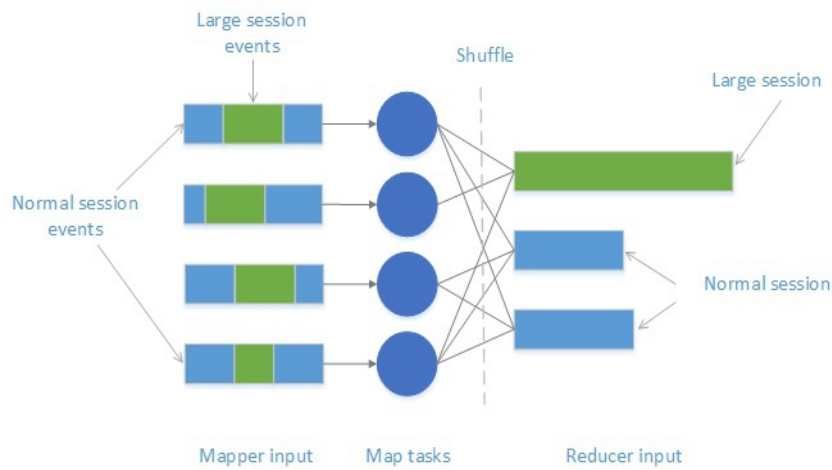 Large session
events
Shuffle
Large session
Normal session
events
Normal session
Mapper input
Map tasks
Reducer input